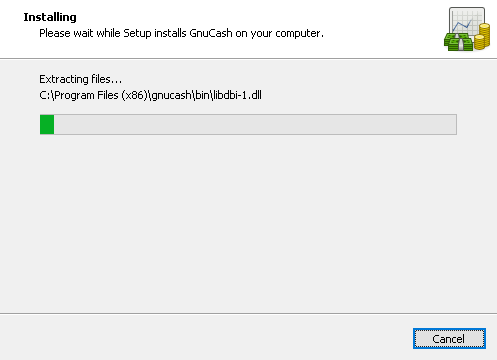 Installing
Please wait while Setup installs GnuCash on your computer.
Extracting files...
C:\Program Files (x86)\gnucash\bin\libdbi-1.dll
Cancel